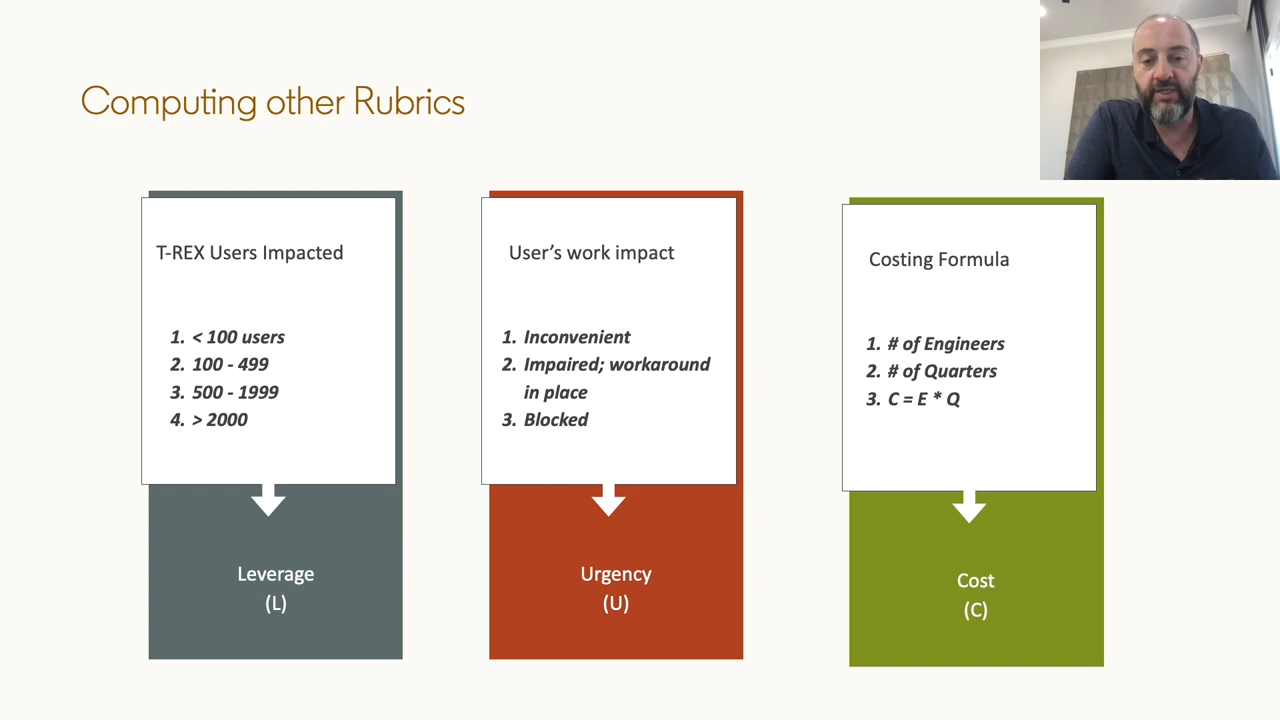 Computing other Rubrics
T-REX Users Impacted
1. < 100 users
2. 100 - 499
3. 500 - 1999
4. > 2000
Leverage
(L)
User’s work impact
1. Inconvenient
2. Impaired; workaround
in place
3. Blocked
Urgency
(U)
Costing Formula
1. # of Engineers
2. # of Quarters
3. C = E * Q
Cost
(C)